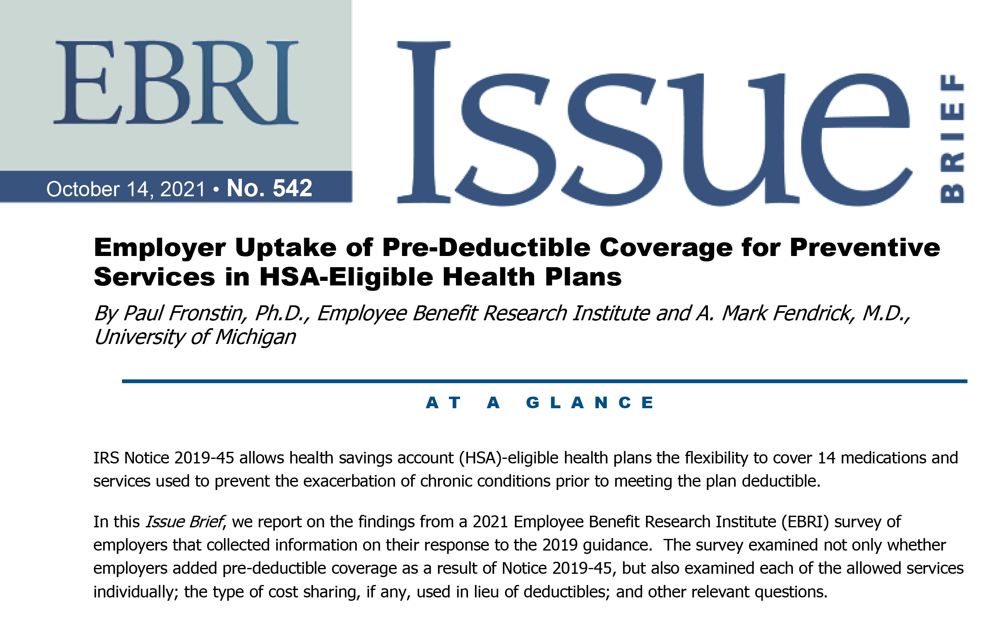 EBRI
Issue
BRIEF
October 14, 2021 • No. 542
Employer Uptake of Pre-Deductible Coverage for Preventive
Services in HSA-Eligible Health Plans
By Paul Fronstin, Ph.D., Employee Benefit Research Institute and A. Mark Fendrick, M.D.,
University of Michigan
AT A GLANCE
IRS Notice 2019-45 allows health savings account (HSA)-eligible health plans the flexibility to cover 14 medications and
services used to prevent the exacerbation of chronic conditions prior to meeting the plan deductible.
In this Issue Brief, we report on the findings from a 2021 Employee Benefit Research Institute (EBRI) survey of
employers that collected information on their response to the 2019 guidance.  The survey examined not only whether
employers added pre-deductible coverage as a result of Notice 2019-45, but also examined each of the allowed services
individually; the type of cost sharing, if any, used in lieu of deductibles; and other relevant questions.